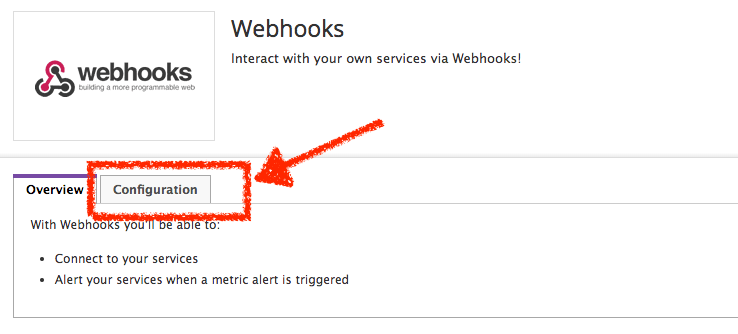 Webhooks
Interact with your own services via Webhooks!
webhooks
building a more programmable web
Overview
Configuration
With Webhooks you'll be able to:
Connect to your services
Alert your services when a metric alert is triggered